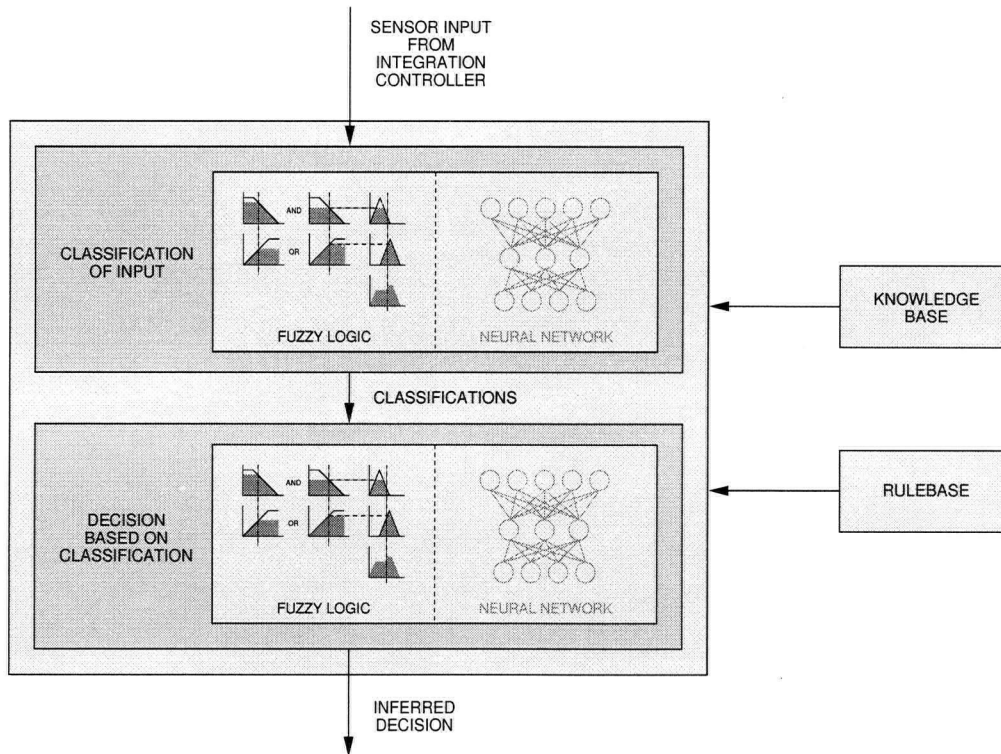 SENSOR INPUT
FROM
INTEGRATION
CONTROLLER
CLASSIFICATION
OF INPUT
AND
OR
FUZZY LOGIC
NEURAL NETWORK
KNOWLEDGE
BASE
CLASSIFICATIONS
DECISION
BASED ON
CLASSIFICATION
AND
OR
FUZZY LOGIC
NEURAL NETWORK
RULEBASE
INFERRED
DECISION